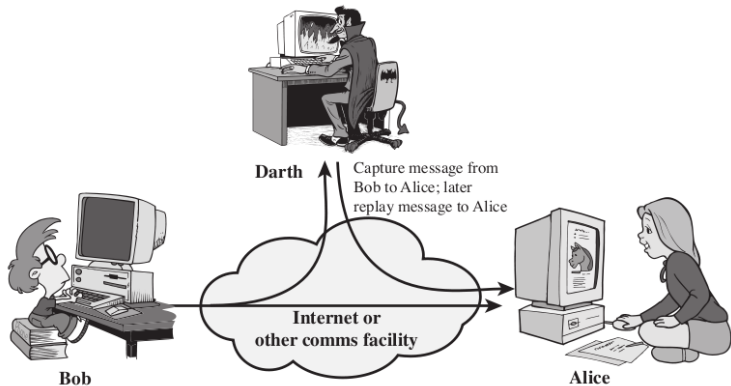 Darth
Capture message from
Bob to Alice; later
replay message to Alice
Internet or
other comms facility
Bob
Alice